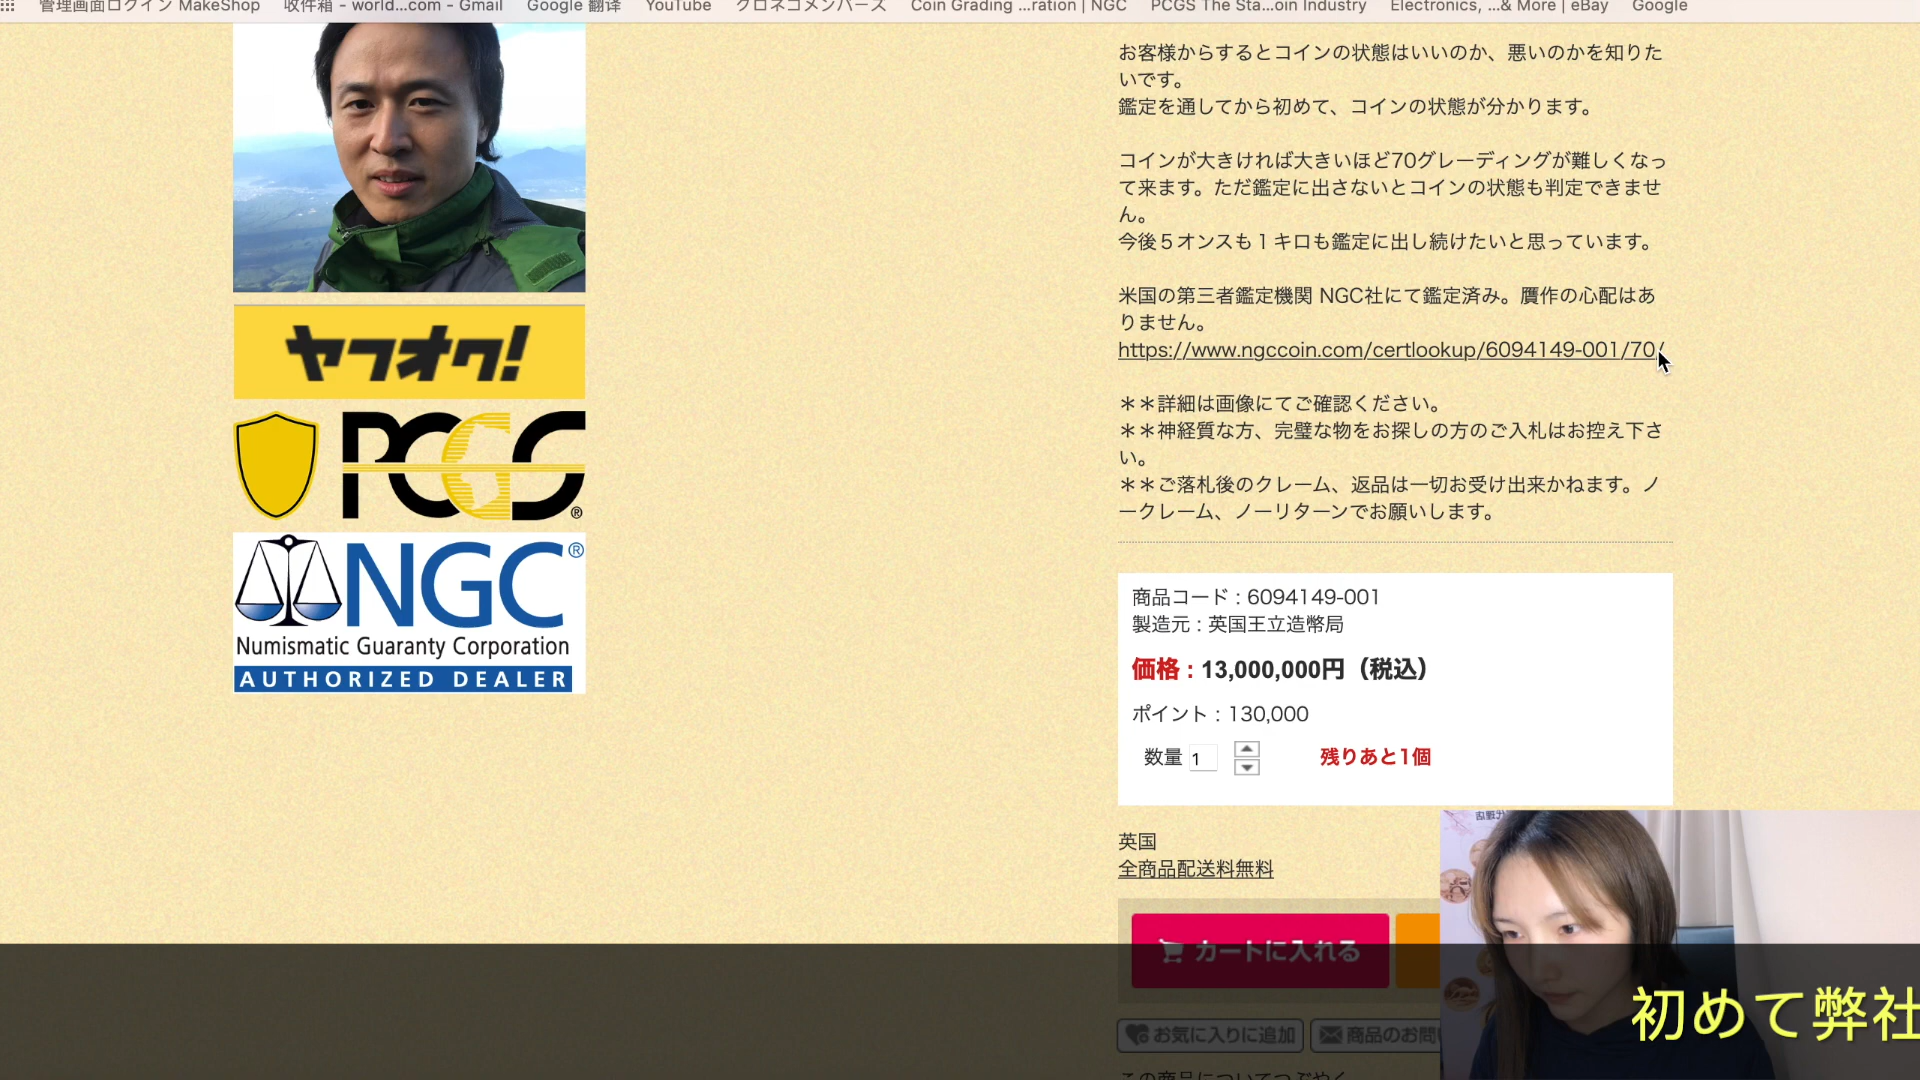 管理画面ログイン MakeShop 收件箱 - world...com - Gmail Google 翻译 YouTube クロネコメンバーズ Coin Grading ...ration | NGC PCGS The Sta...oin Industry Electronics, ...& More | eBay Google
お客様からするとコインの状態はいいのか、悪いのかを知りた
いです。
鑑定を通してから初めて、コインの状態が分かります。
コインが大きければ大きいほど70グレーディングが難しくなっ
て来ます。ただ鑑定に出さないとコインの状態も判定できませ
ん。
今後５オンスも１キロも鑑定に出し続けたいと思っています。
米国の第三者鑑定機関 NGC社にて鑑定済み。贋作の心配はあ
りません。
https://www.ngccoin.com/certlookup/6094149-001/70/
＊＊詳細は画像にてご確認ください。
＊＊神経質な方、完璧な物をお探しの方のご入札はお控え下さ
い。
＊＊ご落札後のクレーム、返品は一切お受け出来かねます。ノ
ークレーム、ノーリターンでお願いします。
ヤフオク!
PCGS®
NGC®
Numismatic Guaranty Corporation
AUTHORIZED DEALER
商品コード : 6094149-001
製造元 : 英国王立造幣局
価格 : 13,000,000円（税込）
ポイント : 130,000
数量 1 残りあと1個
英国
全商品配送料無料
カートに入れる
お気に入りに追加 商品のお問
この商品についてつぶやく
初めて弊社